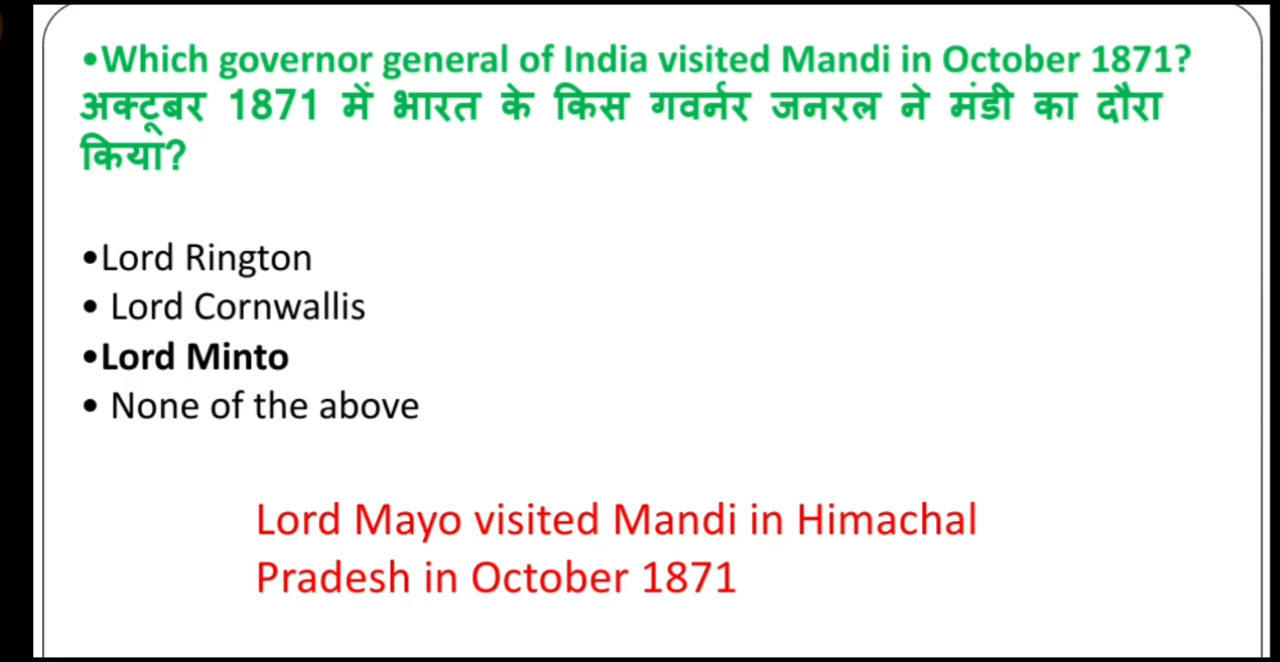 •Which governor general of India visited Mandi in October 1871?
अक्टूबर 1871 में भारत के किस गवर्नर जनरल ने मंडी का दौरा
किया?
•Lord Rington
• Lord Cornwallis
•Lord Minto
• None of the above
Lord Mayo visited Mandi in Himachal
Pradesh in October 1871